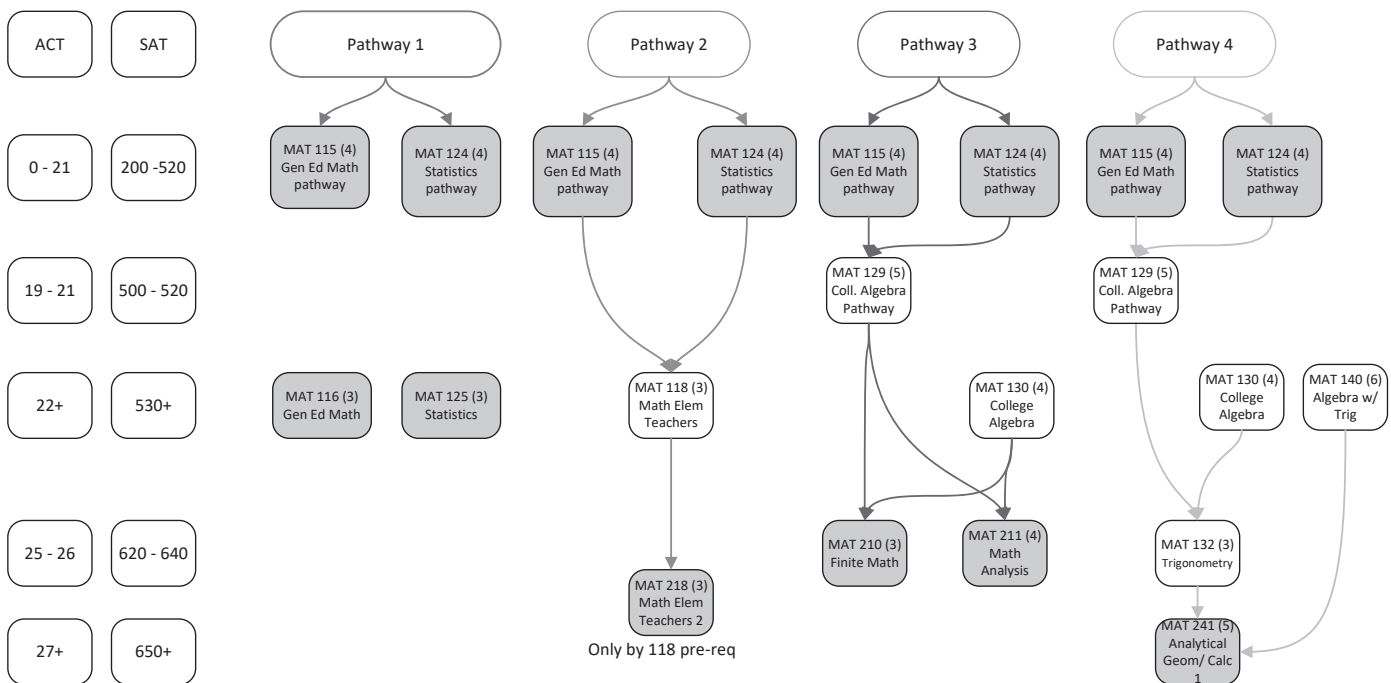 ACT
SAT
Pathway 1
Pathway 2
Pathway 3
Pathway 4
0 - 21
200 -520
MAT 115 (4)
Gen Ed Math
pathway
MAT 124 (4)
Statistics
pathway
MAT 115 (4)
Gen Ed Math
pathway
MAT 124 (4)
Statistics
pathway
MAT 115 (4)
Gen Ed Math
pathway
MAT 124 (4)
Statistics
pathway
MAT 115 (4)
Gen Ed Math
pathway
MAT 124 (4)
Statistics
pathway
19 - 21
500 - 520
MAT 129 (5)
Coll. Algebra
Pathway
MAT 129 (5)
Coll. Algebra
Pathway
22+
530+
MAT 116 (3)
Gen Ed Math
MAT 125 (3)
Statistics
MAT 118 (3)
Math Elem
Teachers
MAT 130 (4)
College
Algebra
MAT 130 (4)
College
Algebra
MAT 140 (6)
Algebra w/
Trig
25 - 26
620 - 640
MAT 210 (3)
Finite Math
MAT 211 (4)
Math
Analysis
MAT 132 (3)
Trigonometry
MAT 218 (3)
Math Elem
Teachers 2
Only by 118 pre-req
27+
650+
MAT 241 (5)
Analytical
Geom/ Calc
1